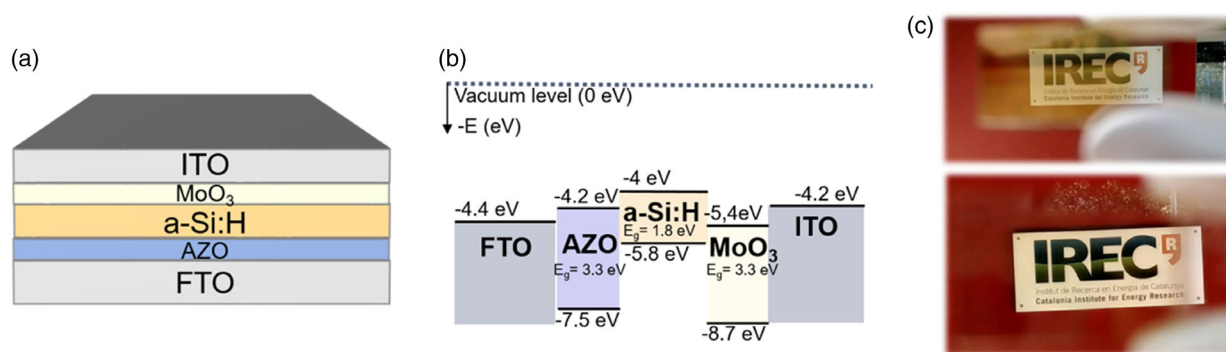 (a)
ITO
MoO₃
a-Si:H
AZO
FTO
(b)
Vacuum level (0 eV)
-E (eV)
-4.4 eV
FTO
-4.2 eV
AZO
Eg= 3.3 eV
-7.5 eV
-4 eV
a-Si:H
Eg= 1.8 eV
-5.8 eV
-5,4eV
MoO₃
Eg= 3.3 eV
-8.7 eV
-4.2 eV
ITO
(c)
IREC R
Institut de Recerca en Energia de Catalunya
Catalonia Institute for Energy Research
IREC R
Institut de Recerca en Energia de Catalunya
Catalonia Institute for Energy Research